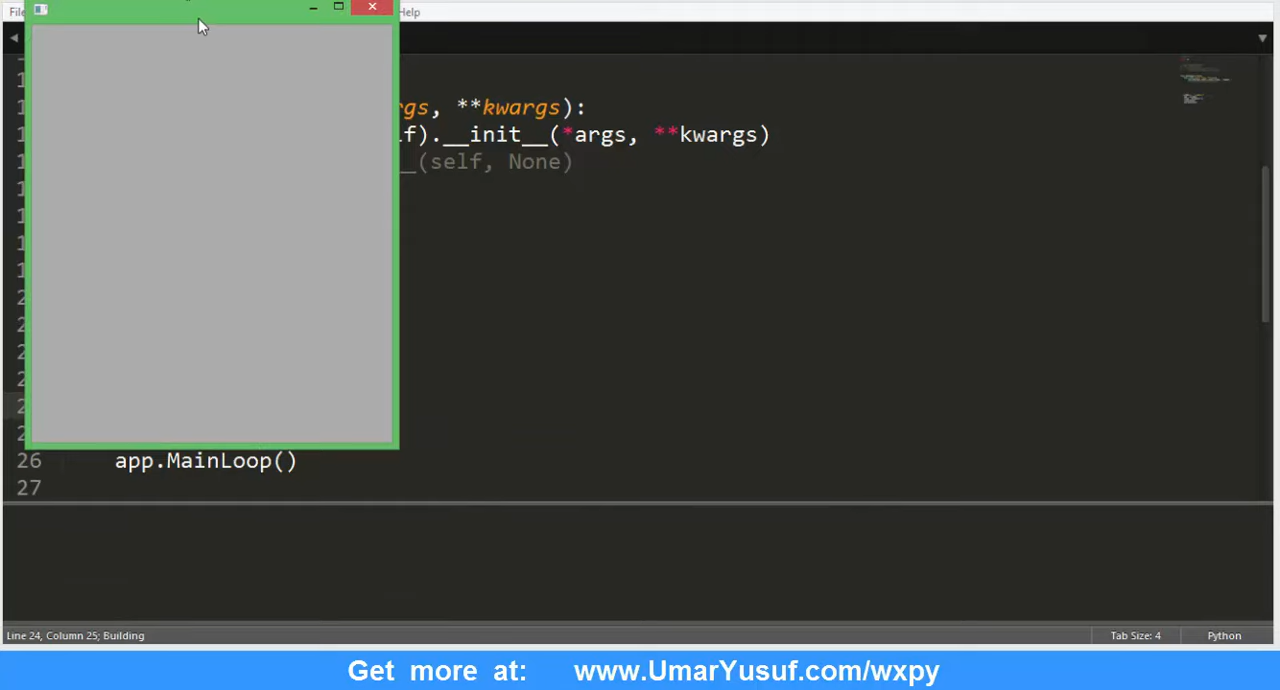 File
Help
rgs, **kwargs):
lf).__init__(*args, **kwargs)
_(self, None)
26 app.MainLoop()
27
Line 24, Column 25; Building Tab Size: 4 Python
Get more at: www.UmarYusuf.com/wxpy